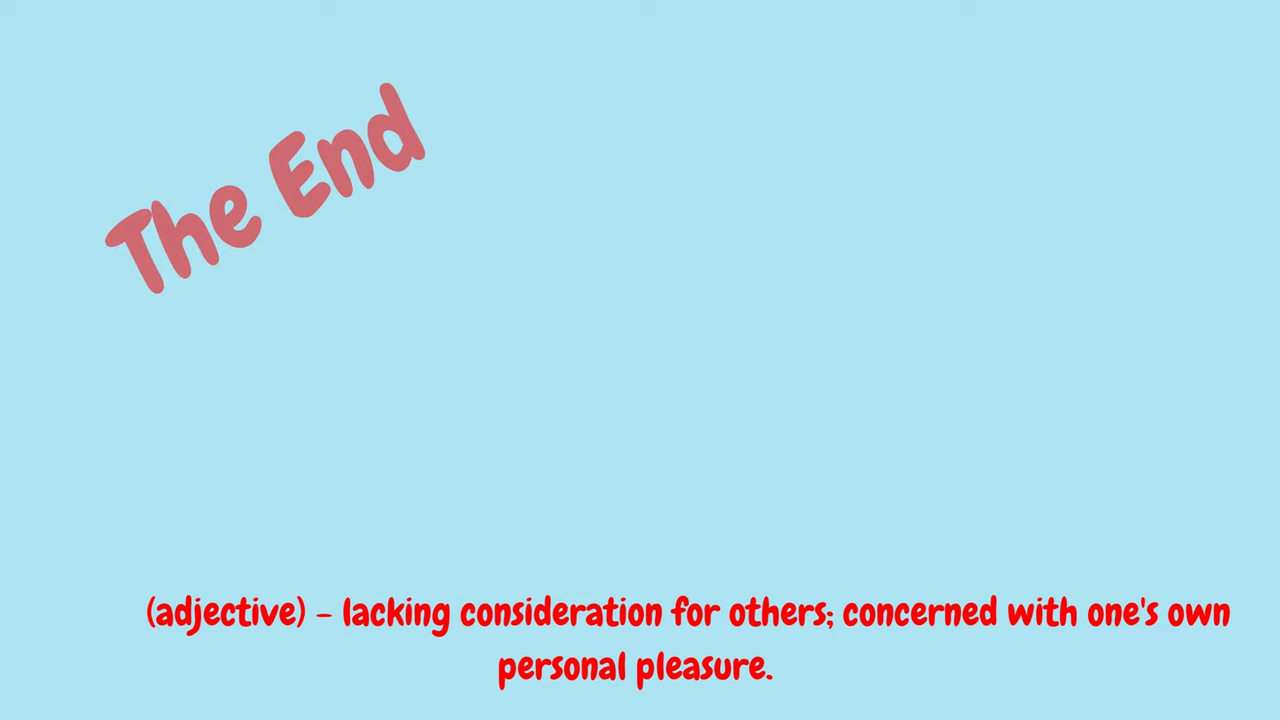 The End
(adjective) - lacking consideration for others; concerned with one's own
personal pleasure.